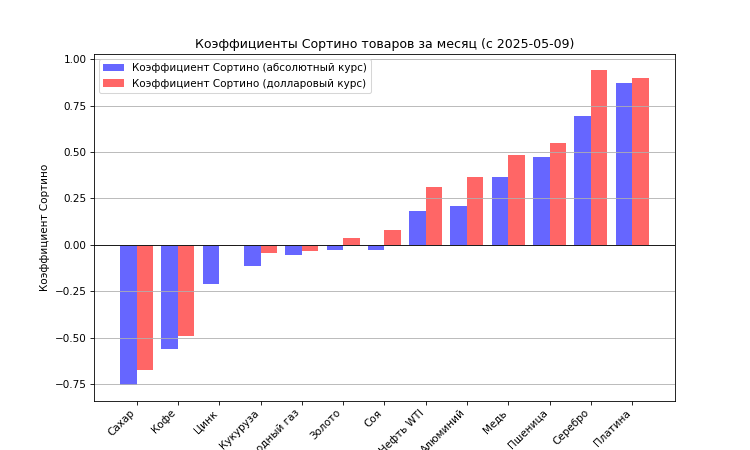 Коэффициенты Сортино товаров за месяц (с 2025-05-09)
Коэффициент Сортино (абсолютный курс)
Коэффициент Сортино (долларовый курс)
Коэффициент Сортино
1.00
0.75
0.50
0.25
0.00
−0.25
−0.50
−0.75
Сахар
Кофе
Цинк
Кукуруза
одный газ
Золото
Соя
Нефть WTI
Алюминий
Медь
Пшеница
Серебро
Платина